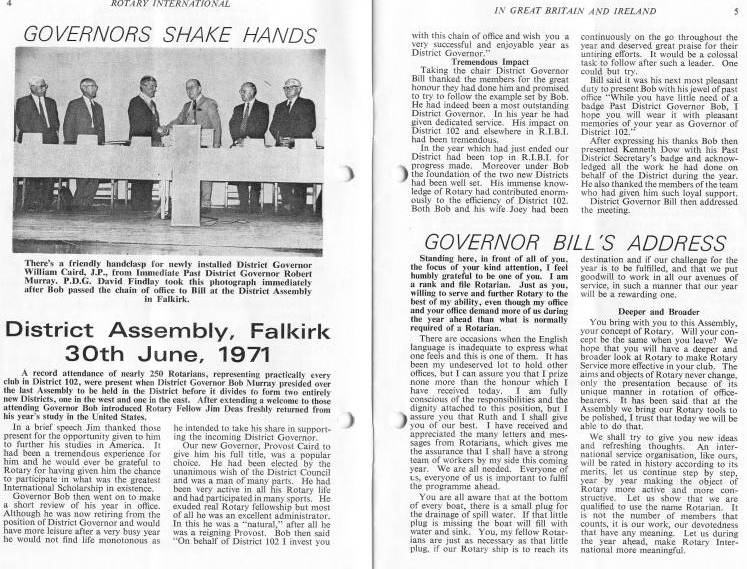 4
ROTARY INTERNATIONAL
GOVERNORS SHAKE HANDS
There's a friendly handclasp for newly installed District Governor
William Caird, J.P., from Immediate Past District Governor Robert
Murray. P.D.G. David Findlay took this photograph immediately
after Bob passed the chain of office to Bill at the District Assembly
in Falkirk.
District Assembly, Falkirk
30th June, 1971
A record attendance of nearly 250 Rotarians, representing practically every
club in District 102, were present when District Governor Bob Murray presided over
the last Assembly to be held in the District before it divides to form two entirely
new Districts, one in the west and one in the east. After extending a welcome to those
attending Governor Bob introduced Rotary Fellow Jim Deas freshly returned from
his year's study in the United States.
In a brief speech Jim thanked those
present for the opportunity given to him
to further his studies in America. It
had been a tremendous experience for
him and he would ever be grateful to
Rotary for having given him the chance
to participate in what was the greatest
International Scholarship in existence.
Governor Bob then went on to make
a short review of his year in office.
Although he was now retiring from the
position of District Governor and would
have more leisure after a very busy year
he would not find life monotonous as
he intended to take his share in support-
ing the incoming District Governor.
Our new Governor, Provost Caird to
give him his full title, was a popular
choice. He had been elected by the
unanimous wish of the District Council
and was a man of many parts. He had
been very active in all his Rotary life
and had participated in many sports. He
exuded real Rotary fellowship but most
of all he was an excellent administrator.
In this he was a "natural," after all he
was a reigning Provost. Bob then said
"On behalf of District 102 I invest you
IN GREAT BRITAIN AND IRELAND
5
with this chain of office and wish you a
very successful and enjoyable year as
District Governor."
Tremendous Impact
Taking the chair District Governor
Bill thanked the members for the great
honour they had done him and promised
to try to follow the example set by Bob.
He had indeed been a most outstanding
District Governor. In his year he had
given dedicated service. His impact on
District 102 and elsewhere in R.I.B.I.
had been tremendous.
In the year which had just ended our
District had been top in R.I.B.I. for
progress made. Moreover under Bob
the foundation of the two new Districts
had been well set. His immense know-
ledge of Rotary had contributed enorm-
ously to the efficiency of District 102.
Both Bob and his wife Joey had been
continuously on the go throughout the
year and deserved great praise for their
untiring efforts. It would be a colossal
task to follow after such a leader. One
could but try.
Bill said it was his next most pleasant
duty to present Bob with his jewel of past
office "While you have little need of a
badge Past District Governor Bob, I
hope you will wear it with pleasant
memories of your year as Governor of
District 102."
After expressing his thanks Bob then
presented Kenneth Dow with his Past
District Secretary's badge and acknow-
ledged all the work he had done on
behalf of the District during the year.
He also thanked the members of the team
who had given him such loyal support.
District Governor Bill then addressed
the meeting.
GOVERNOR BILL'S ADDRESS
Standing here, in front of all of you,
the focus of your kind attention, I feel
humbly grateful to be one of you. I am
a rank and file Rotarian. Just as you,
willing to serve and further Rotary to the
best of my ability, even though my office
and your office demand more of us during
the year ahead than what is normally
required of a Rotarian.
There are occasions when the English
language is inadequate to express what
one feels and this is one of them. It has
been my undeserved lot to hold other
offices, but I can assure you that I prize
none more than the honour which I
have received today. I am fully
conscious of the responsibilities and the
dignity attached to this position, but I
assure you that Ruth and I shall give
you of our best. I have received and
appreciated the many letters and mes-
sages from Rotarians, which gives me
the assurance that I shall have a strong
team of workers by my side this coming
year. We are all needed. Everyone of
us, everyone of us is important to fulfil
the programme ahead.
You are all aware that at the bottom
of every boat, there is a small plug for
the drainage of spill water. If that little
plug is missing the boat will fill with
water and sink. You, my fellow Rotar-
ians are just as necessary as that little
plug, if our Rotary ship is to reach its
destination and if our challenge for the
year is to be fulfilled, and that we put
goodwill to work in all our avenues of
service, in such a manner that our year
will be a rewarding one.
Deeper and Broader
You bring with you to this Assembly,
your concept of Rotary. Will your con-
cept be the same when you leave? We
hope that you will have a deeper and
broader look at Rotary to make Rotary
Service more effective in your club. The
aims and objects of Rotary never change,
only the presentation because of its
unique manner in rotation of office-
bearers. It has been said that at the
Assembly we bring our Rotary tools to
be polished, I trust today we will be
able to do that.
We shall try to give you new ideas
and refreshing thoughts. An inter-
national service organisation, like ours,
will be rated in history according to its
merits, let us continue step by step,
year by year making the object of
Rotary more active and more con-
structive. Let us show that we are
qualified to use the name Rotarian. It
is not the number of members that
counts, it is our work, our devotedness
that have any meaning. Let us during
the year ahead, make Rotary Inter-
national more meaningful.